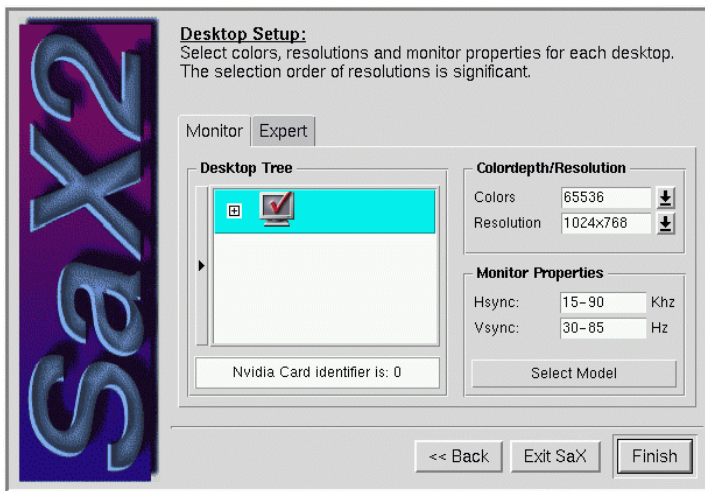 SaX2
Desktop Setup:
Select colors, resolutions and monitor properties for each desktop.
The selection order of resolutions is significant.
Monitor
Expert
Desktop Tree
Nvidia Card identifier is: 0
Colordepth/Resolution
Colors 65536
Resolution 1024x768
Monitor Properties
Hsync: 15-90 Khz
Vsync: 30-85 Hz
Select Model
<< Back
Exit SaX
Finish